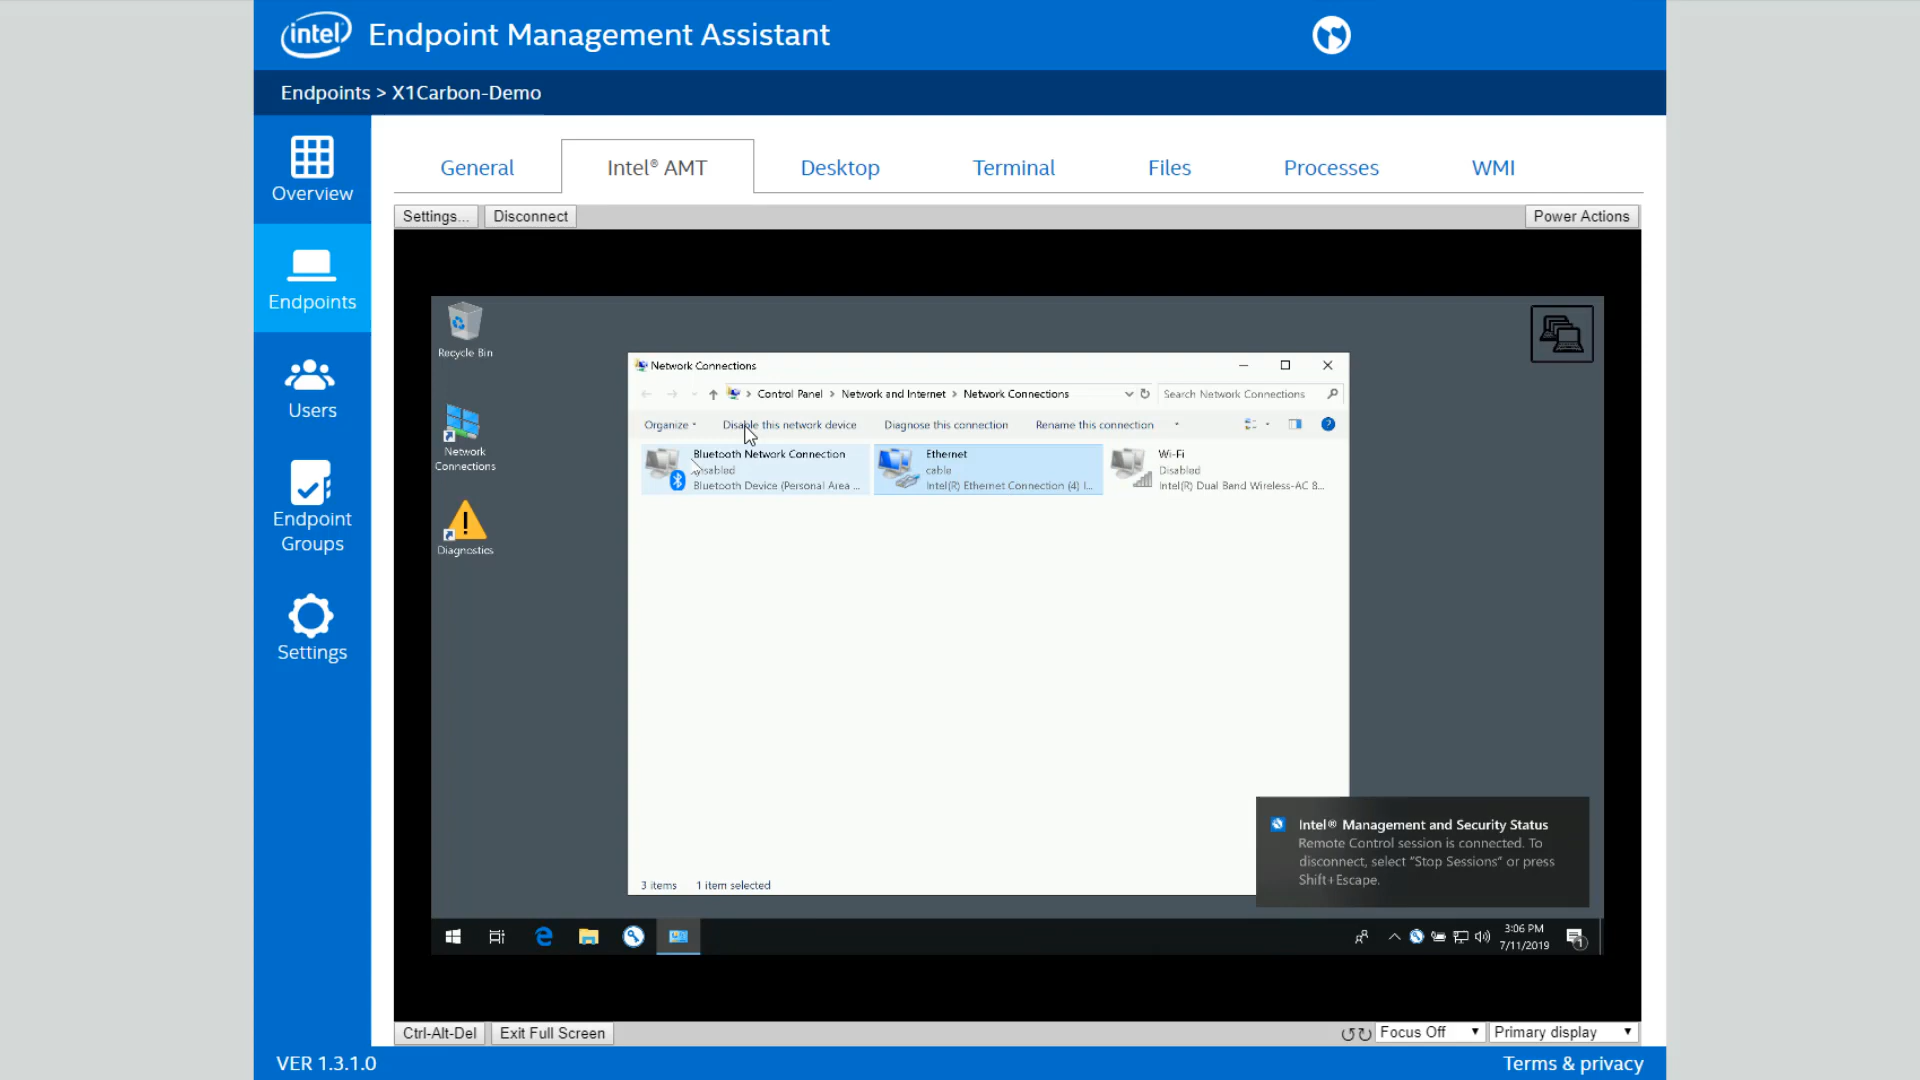 intel Endpoint Management Assistant
Endpoints > X1Carbon-Demo
Overview
Endpoints
Users
Endpoint
Groups
Settings
General Intel® AMT Desktop Terminal Files Processes WMI
Settings... Disconnect Power Actions
Recycle Bin
Network
Connections
Diagnostics
Network Connections
Control Panel > Network and Internet > Network Connections Search Network Connections
Organize Disable this network device Diagnose this connection Rename this connection
Bluetooth Network Connection
Disabled
Bluetooth Device (Personal Area ...
Ethernet
cable
Intel(R) Ethernet Connection (4) I...
Wi-Fi
Disabled
Intel(R) Dual Band Wireless-AC 8...
3 items 1 item selected
Intel® Management and Security Status
Remote Control session is connected. To
disconnect, select "Stop Sessions" or press
Shift+Escape.
3:06 PM
7/11/2019
1
Ctrl-Alt-Del Exit Full Screen Focus Off Primary display
VER 1.3.1.0 Terms & privacy